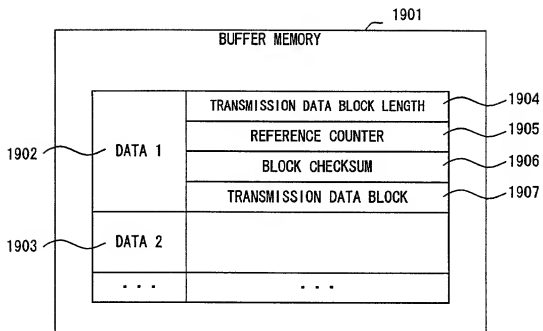 1901
BUFFER MEMORY
TRANSMISSION DATA BLOCK LENGTH 1904
REFERENCE COUNTER 1905
1902 DATA 1
BLOCK CHECKSUM 1906
TRANSMISSION DATA BLOCK 1907
1903 DATA 2
... ...